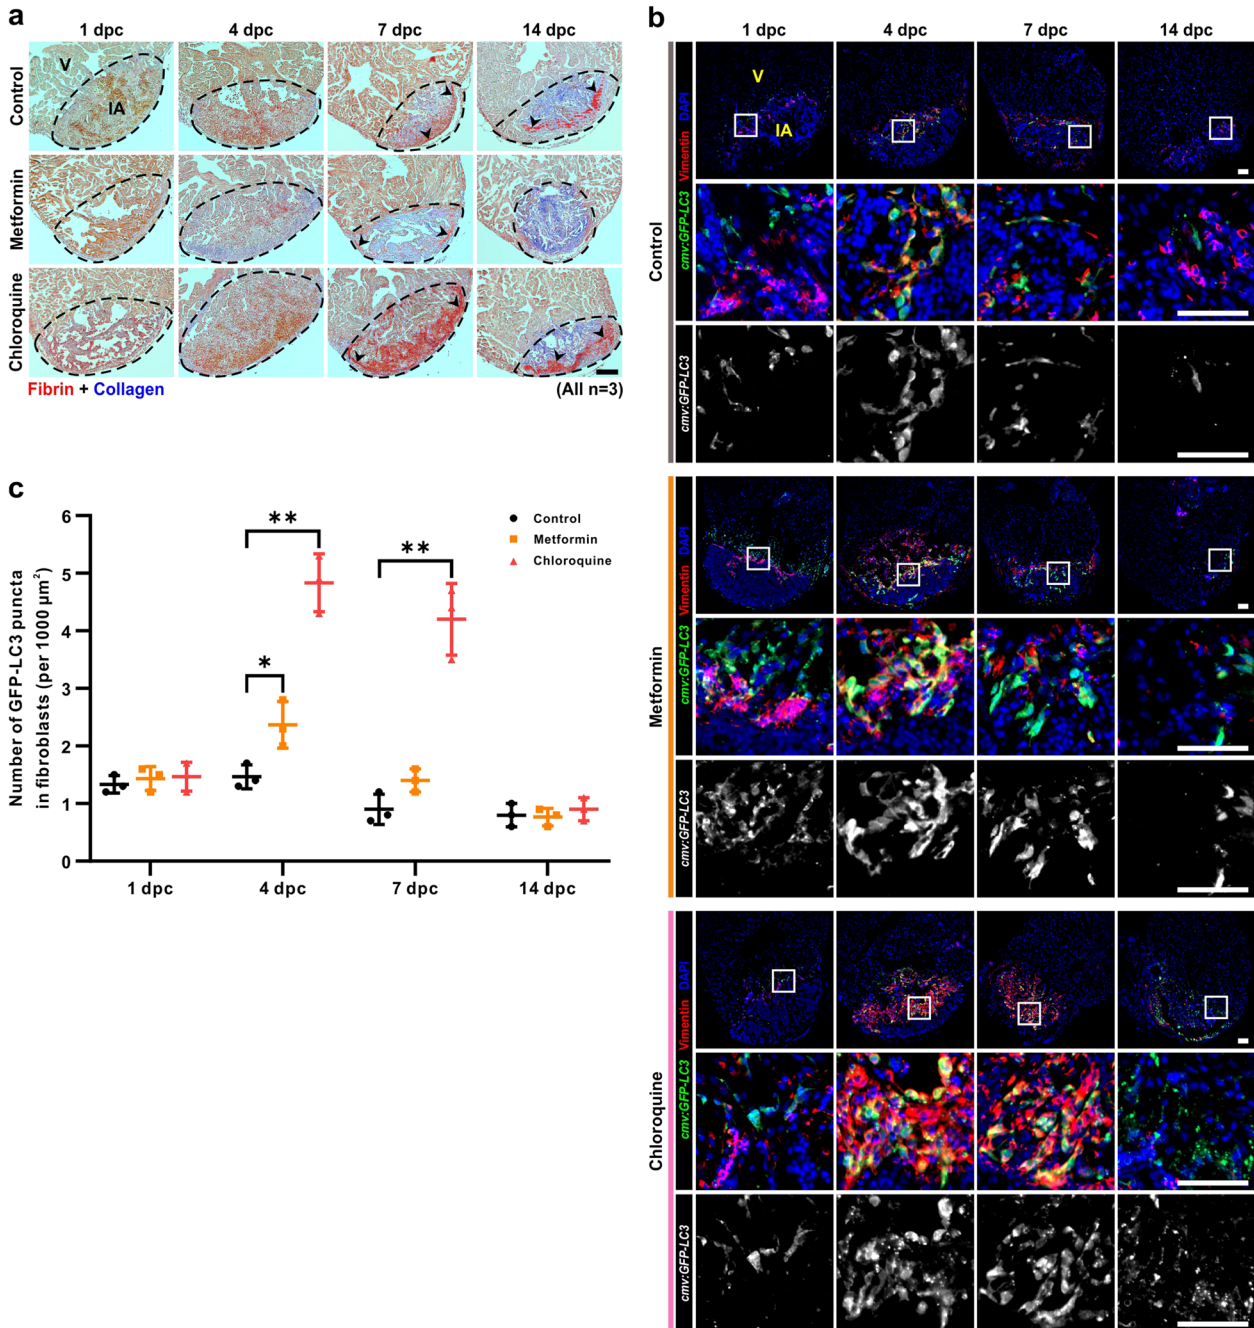 a
1 dpc 4 dpc 7 dpc 14 dpc
Control
V
IA
Metformin
Chloroquine
Fibrin + Collagen (All n=3)
b
1 dpc 4 dpc 7 dpc 14 dpc
Control
cmv:GFP-LC3 Vimentin DAPI
V
IA
cmv:GFP-LC3
Metformin
cmv:GFP-LC3 Vimentin DAPI
cmv:GFP-LC3
Chloroquine
cmv:GFP-LC3 Vimentin DAPI
cmv:GFP-LC3
c
Number of GFP-LC3 puncta
in fibroblasts (per 1000 µm²)
6
5
4
3
2
1
0
** 
*
**
Control
Metformin
Chloroquine
1 dpc 4 dpc 7 dpc 14 dpc